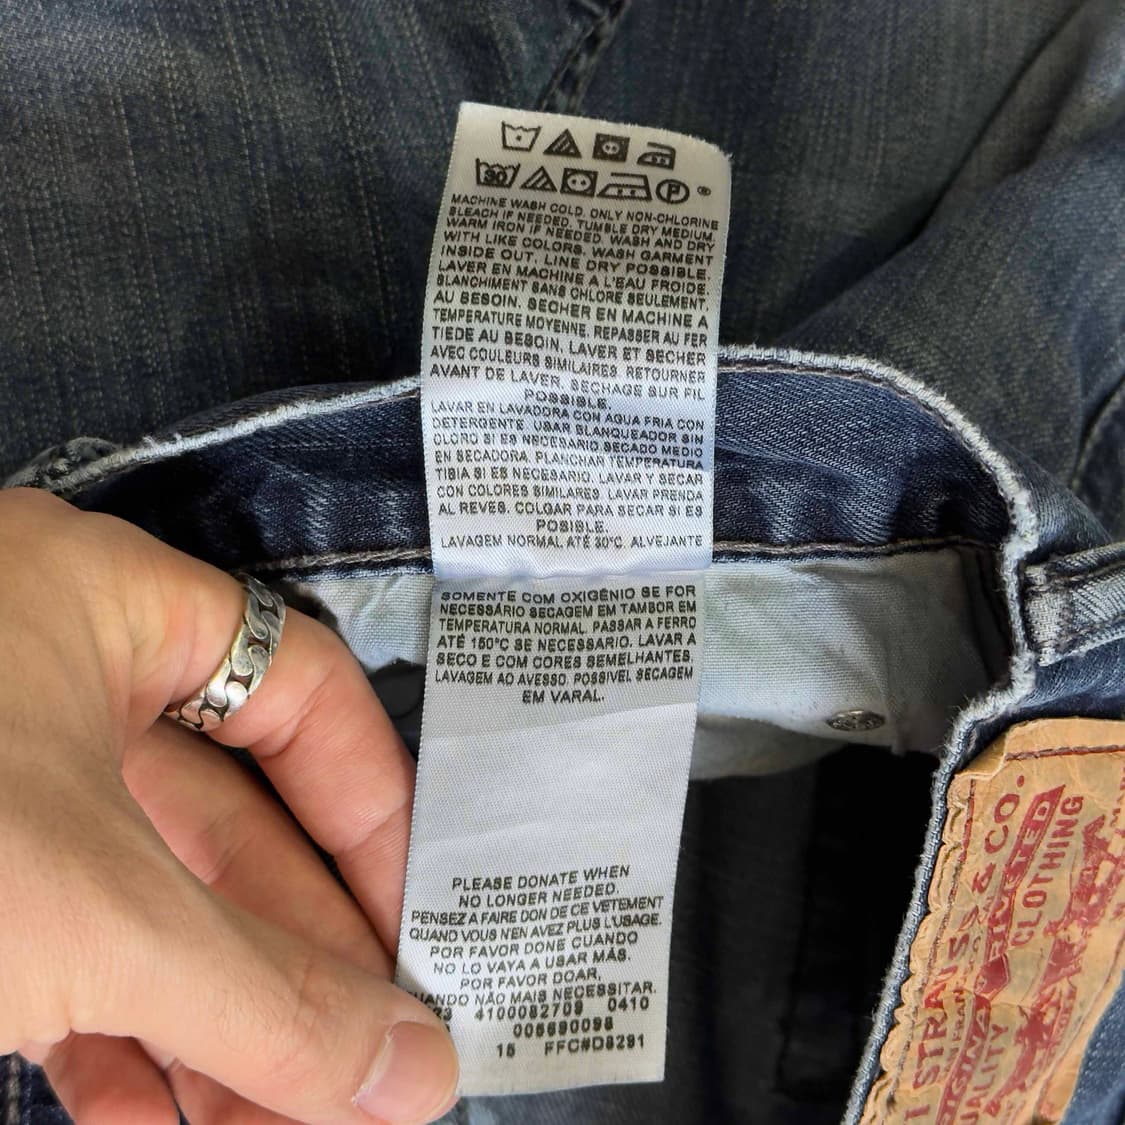 30
P
MACHINE WASH COLD. ONLY NON-CHLORINE
BLEACH IF NEEDED. TUMBLE DRY MEDIUM.
WARM IRON IF NEEDED. WASH AND DRY
WITH LIKE COLORS. WASH GARMENT
INSIDE OUT. LINE DRY POSSIBLE.
LAVER EN MACHINE A L'EAU FROIDE.
BLANCHIMENT SANS CHLORE SEULEMENT.
AU BESOIN. SECHER EN MACHINE A
TEMPERATURE MOYENNE. REPASSER AU FER
TIEDE AU BESOIN. LAVER ET SECHER
AVEC COULEURS SIMILAIRES. RETOURNER
AVANT DE LAVER. SECHAGE SUR FIL
POSSIBLE.
LAVAR EN LAVADORA CON AGUA FRIA CON
DETERGENTE. USAR BLANQUEADOR SIN
CLORO SI ES NECESARIO SECADO MEDIO
EN SECADORA. PLANCHAR TEMPERATURA
TIBIA SI ES NECESARIO. LAVAR Y SECAR
CON COLORES SIMILARES. LAVAR PRENDA
AL REVES. COLGAR PARA SECAR SI ES
POSIBLE.
LAVAGEM NORMAL ATÉ 30°C. ALVEJANTE
SOMENTE COM OXIGÊNIO SE FOR
NECESSÁRIO SECAGEM EM TAMBOR EM
TEMPERATURA NORMAL. PASSAR A FERRO
ATÉ 150°C SE NECESSARIO. LAVAR A
SECO E COM CORES SEMELHANTES.
LAVAGEM AO AVESSO. POSSIVEL SECAGEM
EM VARAL.
PLEASE DONATE WHEN
NO LONGER NEEDED.
PENSEZ A FAIRE DON DE CE VETEMENT
QUAND VOUS N'EN AVEZ PLUS L'USAGE.
POR FAVOR DONE CUANDO
NO LO VAYA A USAR MÁS.
POR FAVOR DOAR,
QUANDO NÃO MAIS NECESSITAR.
4100082709 0410
005690098
15 FFC#D8291
STRAUSS & CO.
CLOTHING
QUALITY